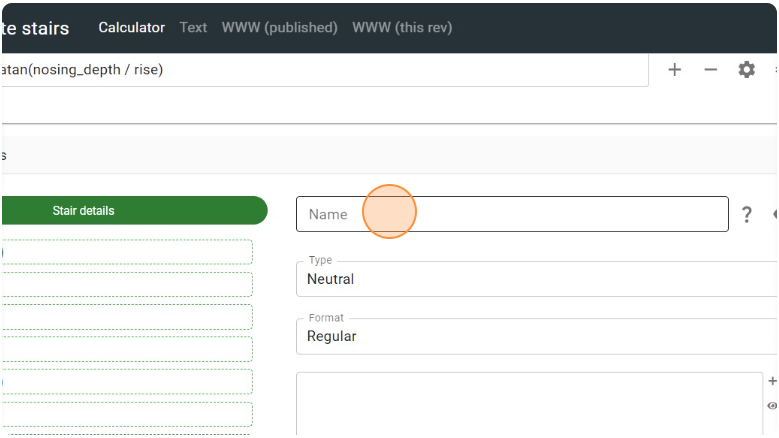 te stairs Calculator Text WWW (published) WWW (this rev)
atan(nosing_depth / rise)
s
Stair details
Name
?
Type
Neutral
Format
Regular